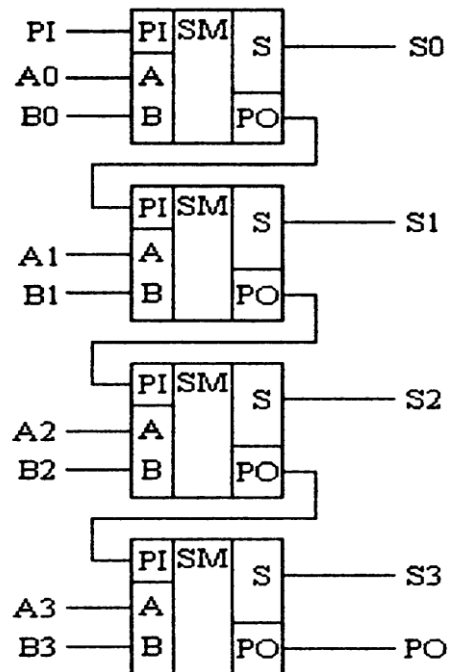 PI PI SM S S0
A0 A
B0 B PO
PI SM S S1
A1 A
B1 B PO
PI SM S S2
A2 A
B2 B PO
PI SM S S3
A3 A
B3 B PO PO